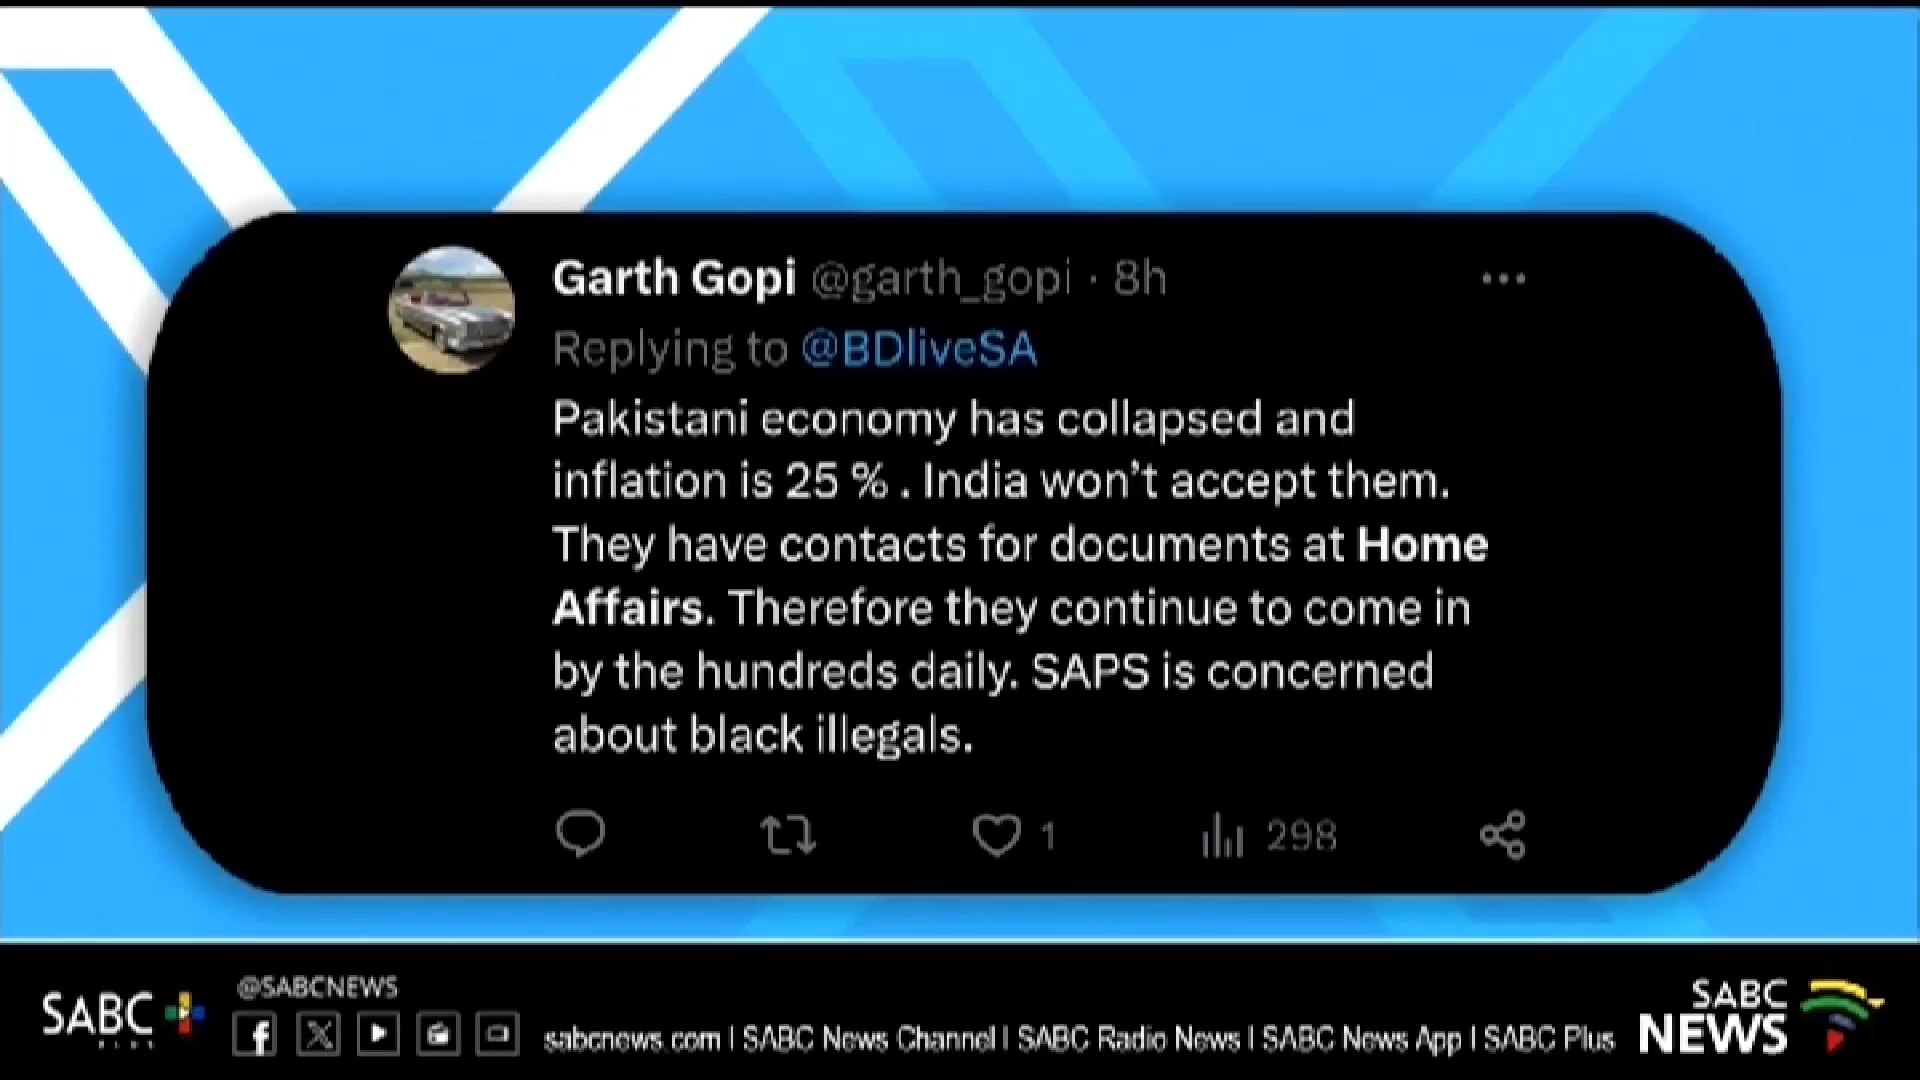 Garth Gopi @garth_gopi · 8h
Replying to @BDliveSA
Pakistani economy has collapsed and
inflation is 25 % . India won't accept them.
They have contacts for documents at Home
Affairs. Therefore they continue to come in
by the hundreds daily. SAPS is concerned
about black illegals.
1 298
SABC
PLUS
@SABCNEWS
sabcnews.com | SABC News Channel | SABC Radio News | SABC News App | SABC Plus
SABC
NEWS